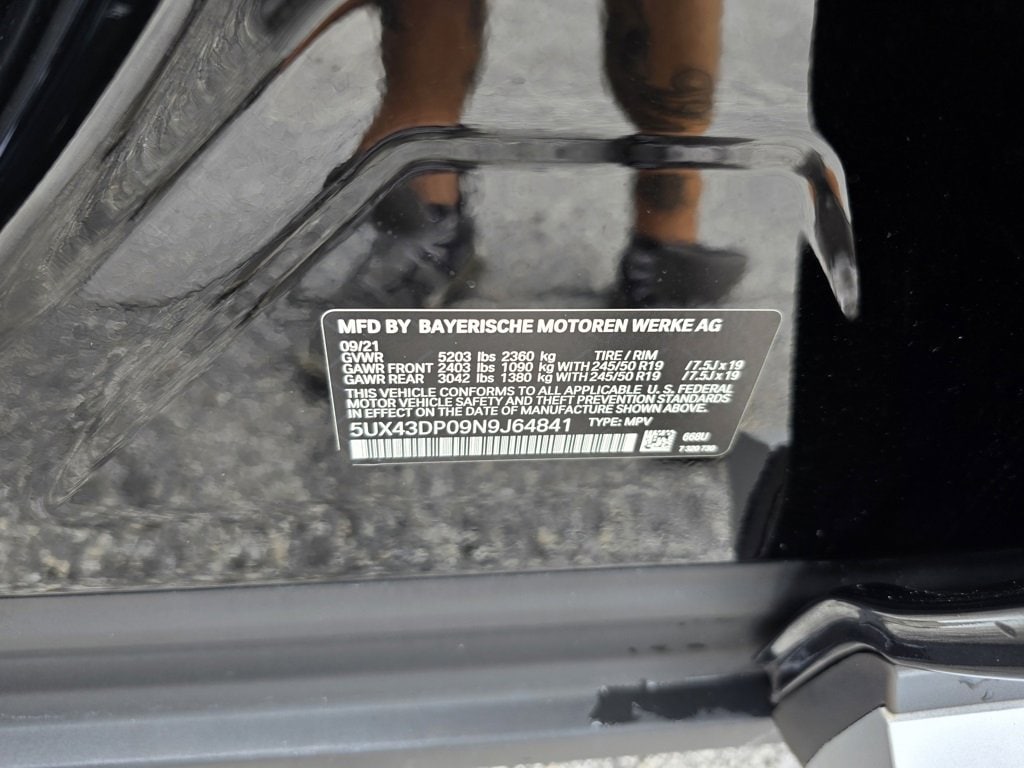 MFD BY BAYERISCHE MOTOREN WERKE AG
09/21
GVWR 5203 lbs 2360 kg TIRE / RIM
GAWR FRONT 2403 lbs 1090 kg WITH 245/50 R19 / 7.5J x 19
GAWR REAR 3042 lbs 1380 kg WITH 245/50 R19 / 7.5J x 19
THIS VEHICLE CONFORMS TO ALL APPLICABLE U.S. FEDERAL
MOTOR VEHICLE SAFETY AND THEFT PREVENTION STANDARDS
IN EFFECT ON THE DATE OF MANUFACTURE SHOWN ABOVE.
5UX43DP09N9J64841 TYPE: MPV
668U
7 320 730